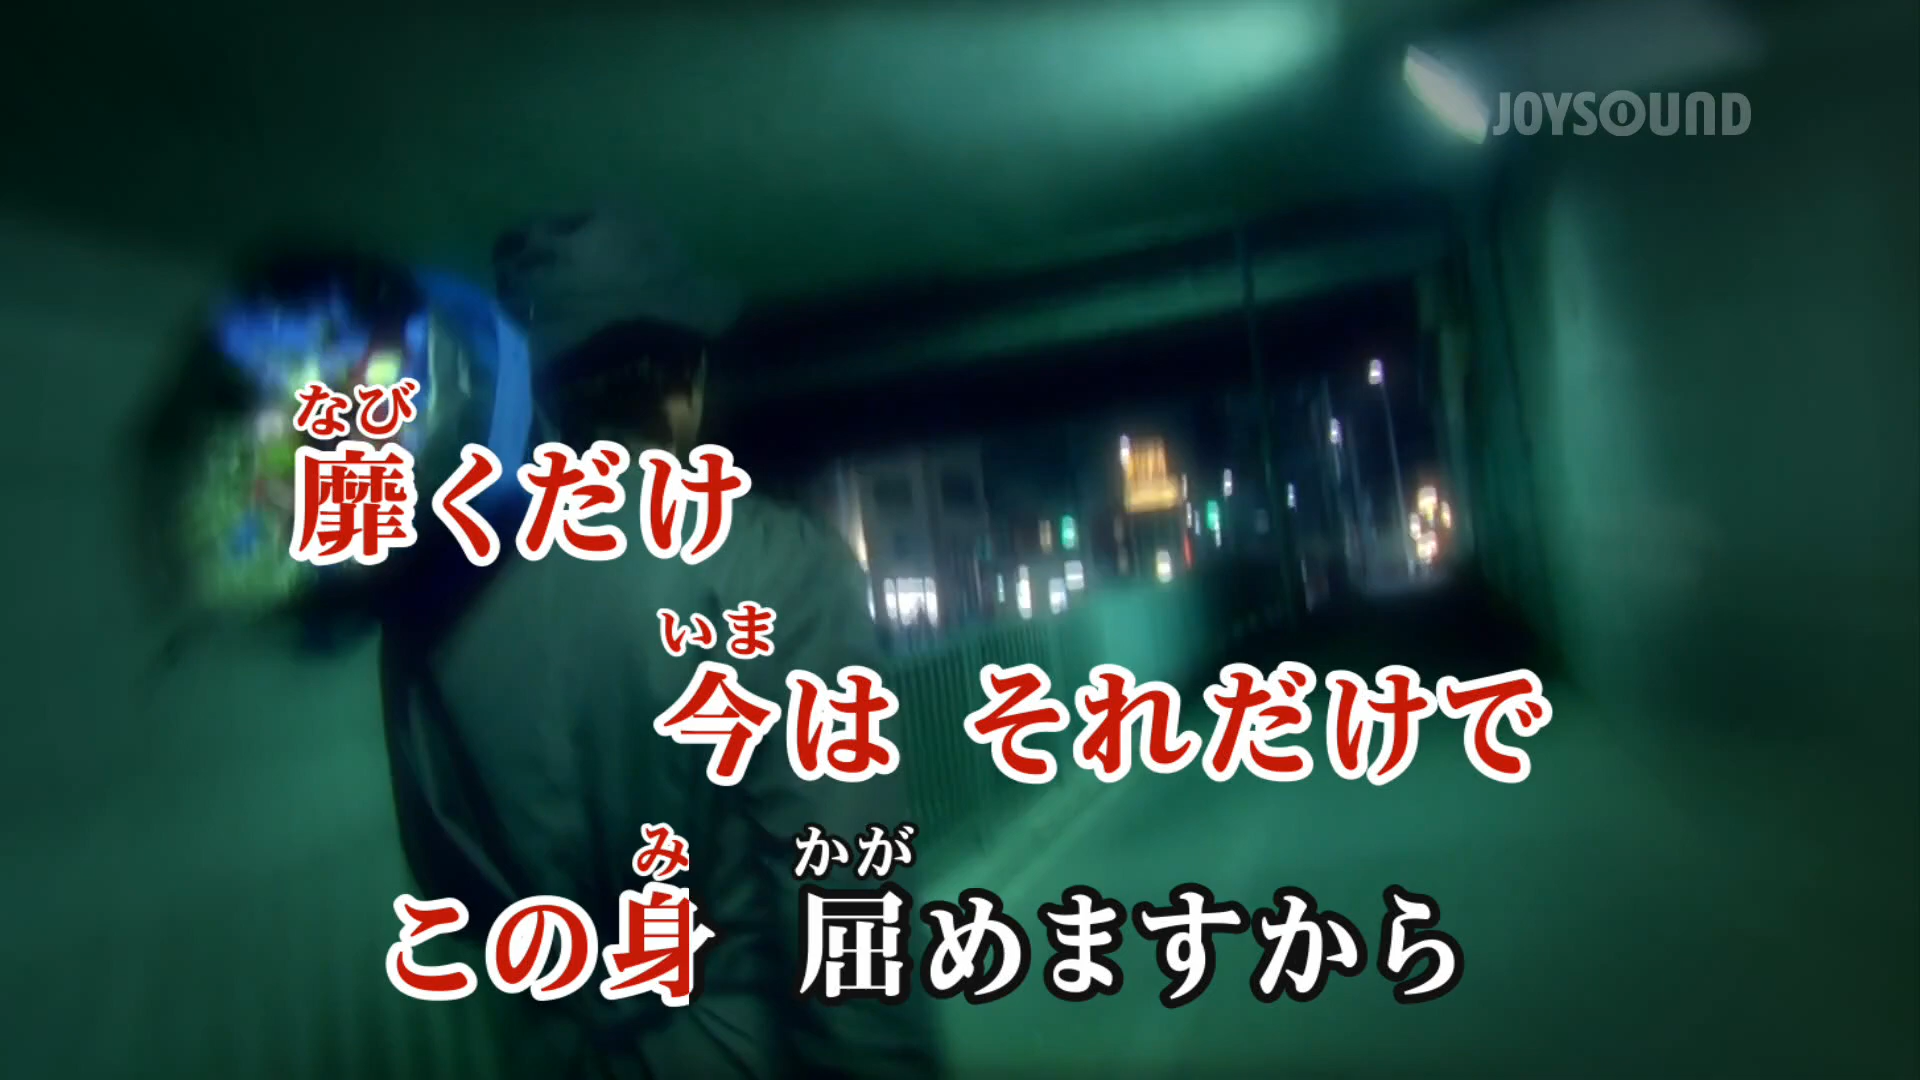 JOYSOUND
なび
靡くだけ
いま
今は それだけで
み かが
この身 屈めますから